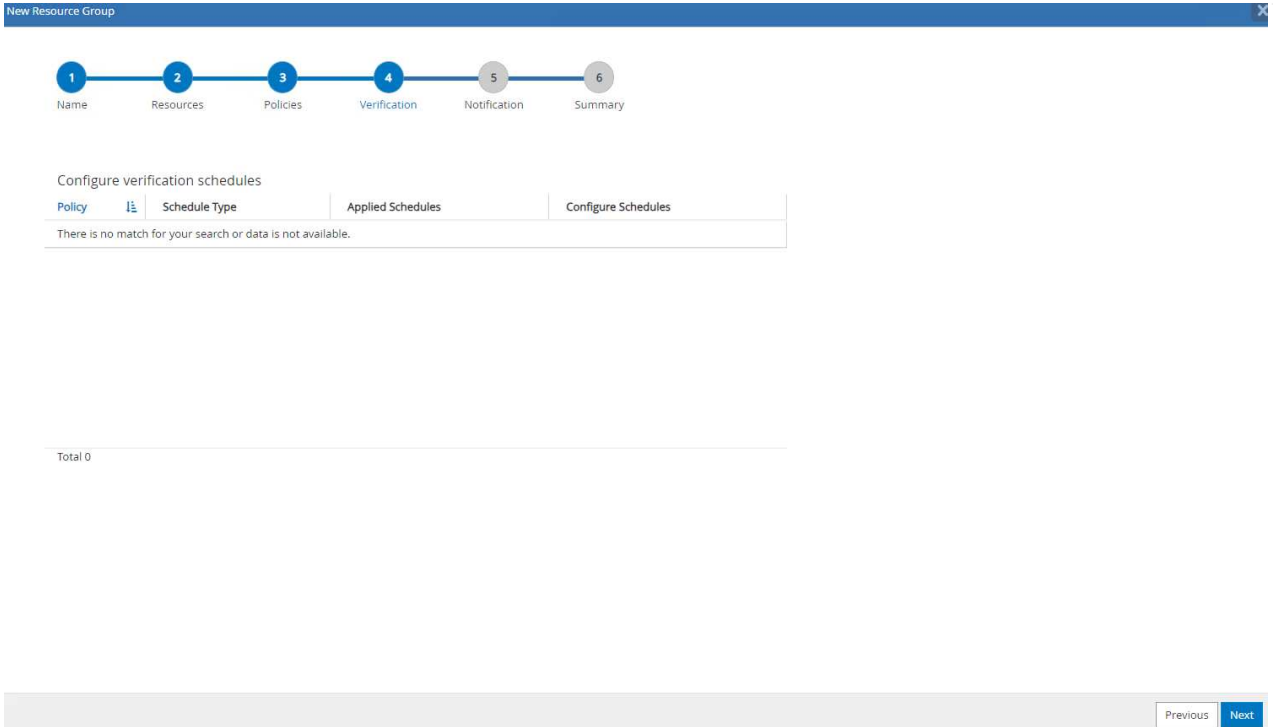 New Resource Group
1 2 3 4 5 6
Name Resources Policies Verification Notification Summary
Configure verification schedules
Policy Schedule Type Applied Schedules Configure Schedules
There is no match for your search or data is not available.
Total 0
Previous Next